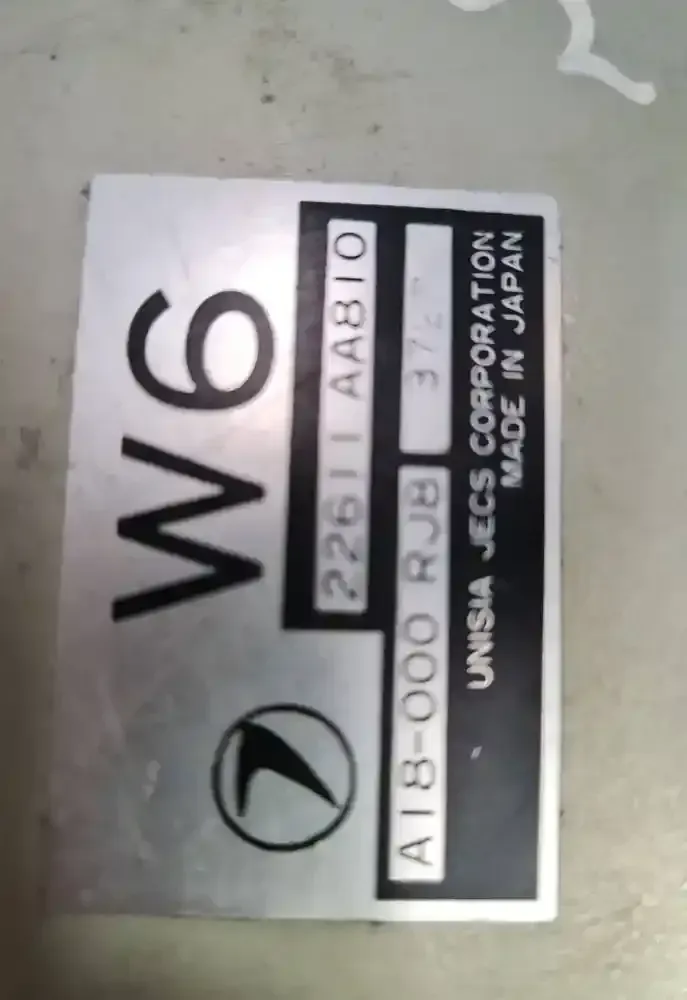 W6
22611 AA810
A18-000 RJ8
UNISIA JECS CORPORATION
MADE IN JAPAN